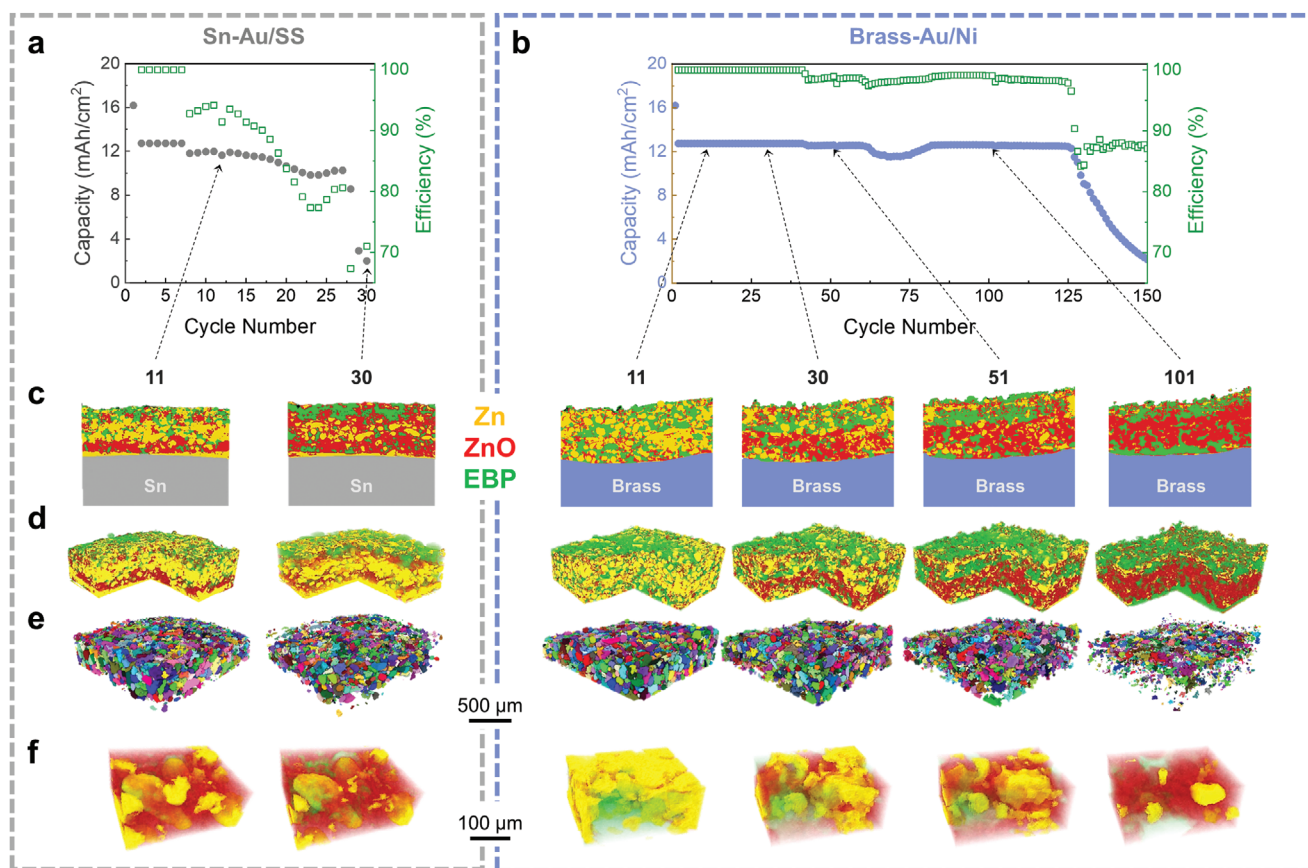 a
Sn-Au/SS
20
16
12
8
4
0
Capacity (mAh/cm²)
100
90
80
70
Efficiency (%)
0 5 10 15 20 25 30
Cycle Number
b
Brass-Au/Ni
20
16
12
8
4
0
Capacity (mAh/cm²)
100
90
80
70
Efficiency (%)
0 25 50 75 100 125 150
Cycle Number
11 30
11 30 51 101
c
Sn Sn
Zn
ZnO
EBP
Brass Brass Brass Brass
d
e
500 µm
f
100 µm